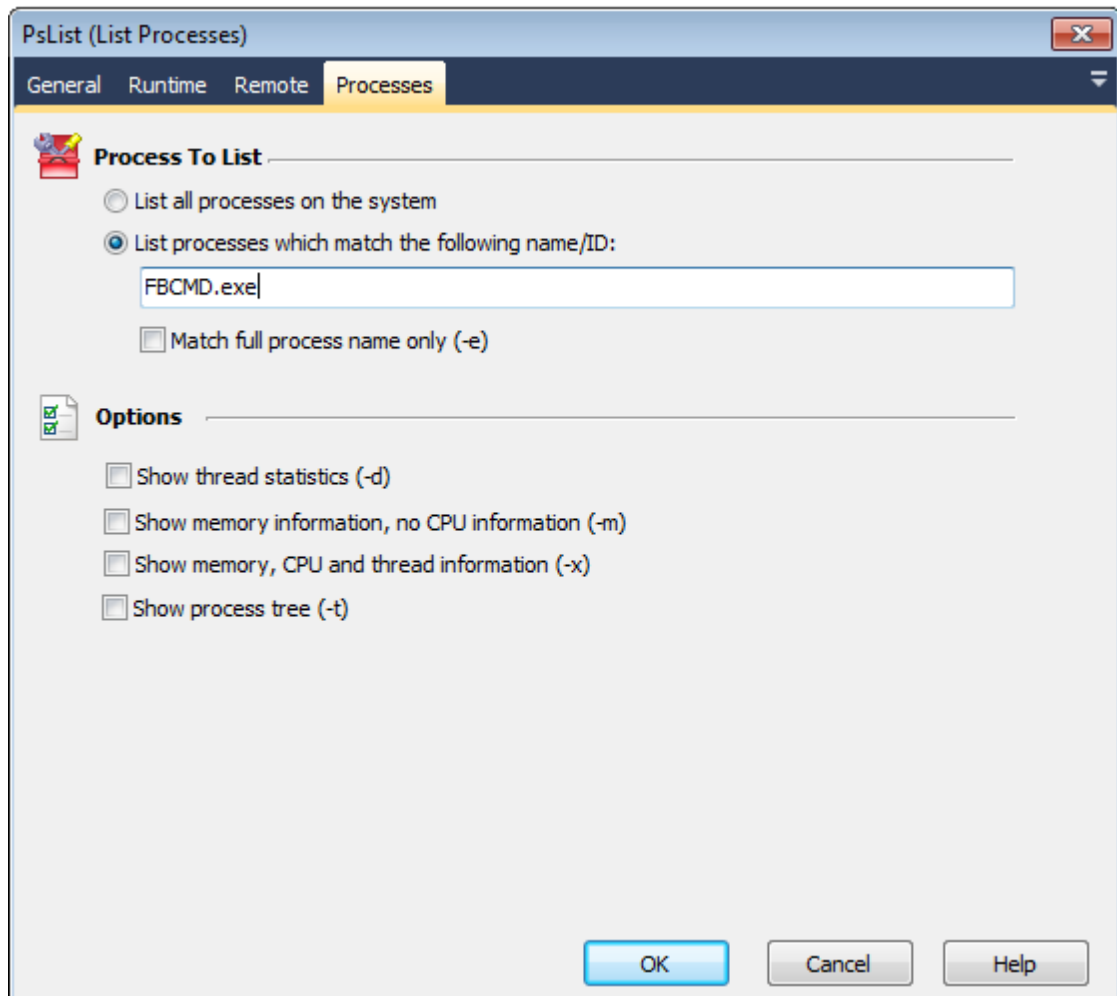 PsList (List Processes)
General Runtime Remote Processes
Process To List
List all processes on the system
List processes which match the following name/ID:
FBCMD.exe
Match full process name only (-e)
Options
Show thread statistics (-d)
Show memory information, no CPU information (-m)
Show memory, CPU and thread information (-x)
Show process tree (-t)
OK Cancel Help